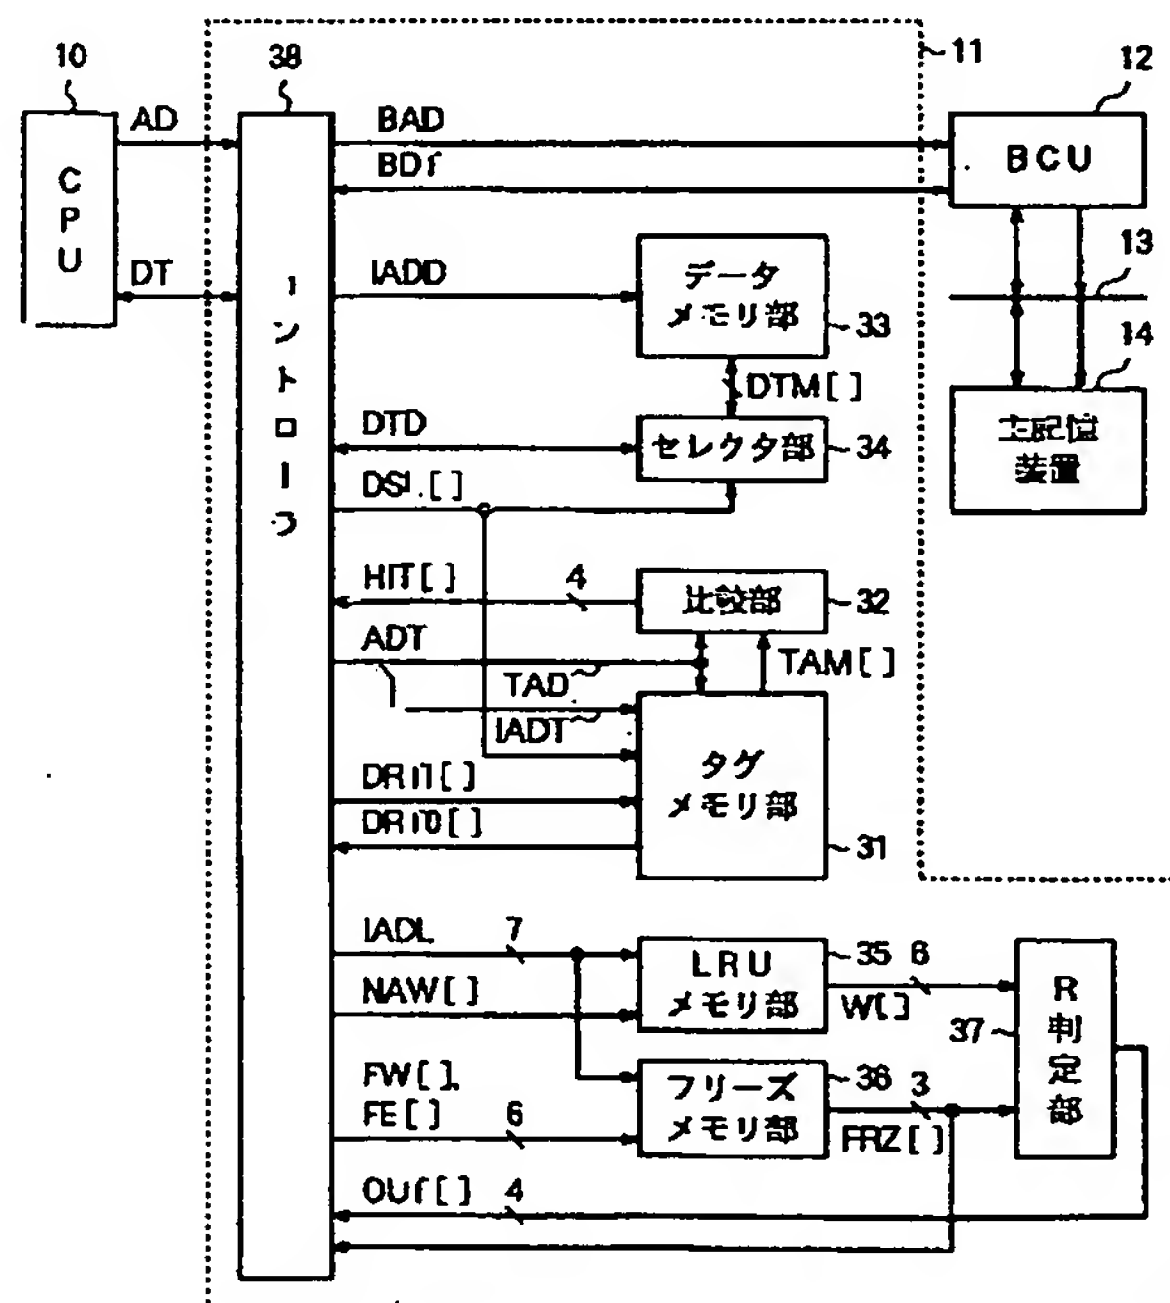 10
38
11
12
AD
BAD
BCU
CPU
BDT
13
DT
IADD
データ
メモリ部
33
14
DTM[ ]
DTD
セレクタ部
34
主記憶
装置
DSL[ ]
ントローラ
HIT[ ]
4
比較部
32
ADT
TAM[ ]
TAD
IADT
タグ
メモリ部
31
IADL
7
LRU
メモリ部
35
6
R判定部
37
NAW[ ]
W[ ]
FW[ ],
FE[ ]
6
フリーズ
メモリ部
36
3
FRZ[ ]
OUT[ ]
4